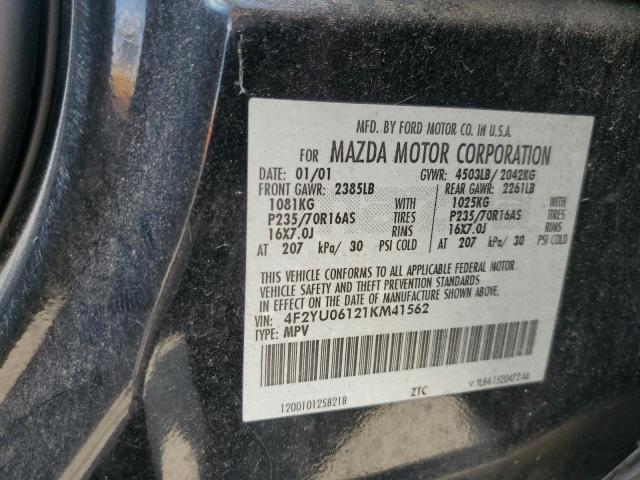 MFD. BY FORD MOTOR CO. IN U.S.A.
FOR MAZDA MOTOR CORPORATION
DATE: 01/01 GVWR: 4503LB/ 2042KG
FRONT GAWR: 2385LB REAR GAWR: 2261LB
1081KG WITH 1025KG WITH
P235/70R16AS TIRES P235/70R16AS TIRES
16X7.0J RIMS 16X7.0J RIMS
AT 207 kPa/ 30 PSI COLD AT 207 kPa/ 30 PSI COLD
THIS VEHICLE CONFORMS TO ALL APPLICABLE FEDERAL MOTOR
VEHICLE SAFETY AND THEFT PREVENTION STANDARDS
IN EFFECT ON THE DATE OF MANUFACTURE SHOWN ABOVE.
VIN: 4F2YU06121KM41562
TYPE: MPV
1200101258218 ZTC